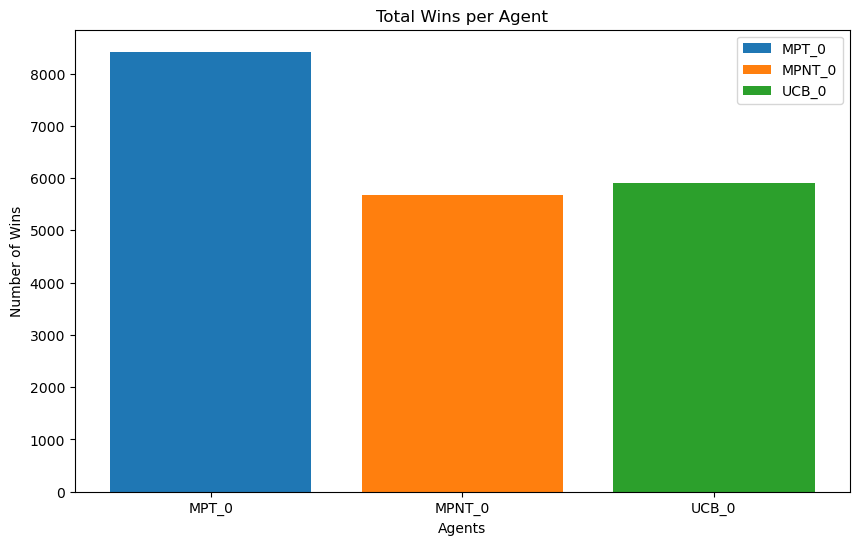 Total Wins per Agent
MPT_0
MPNT_0
UCB_0
Number of Wins
8000
7000
6000
5000
4000
3000
2000
1000
0
MPT_0 MPNT_0 UCB_0
Agents